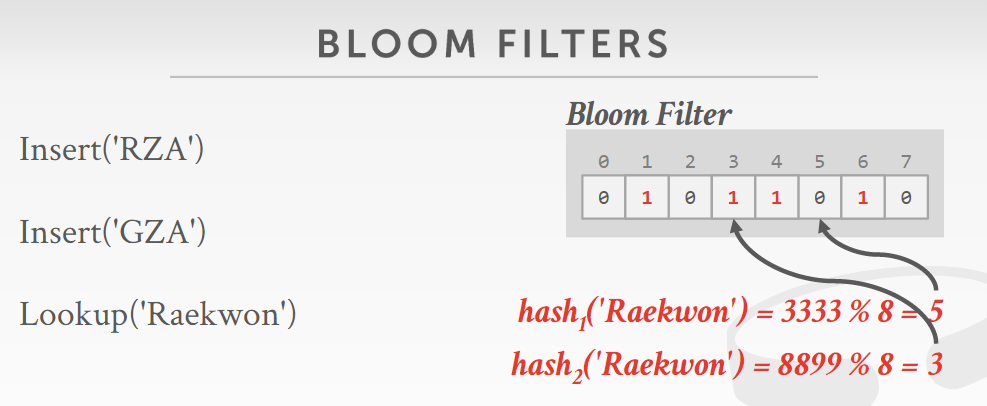 BLOOM FILTERS
Insert('RZA')
Insert('GZA')
Lookup('Raekwon')
Bloom Filter
0 1 2 3 4 5 6 7
0 1 0 1 1 0 1 0
hash1('Raekwon') = 3333 % 8 = 5
hash2('Raekwon') = 8899 % 8 = 3